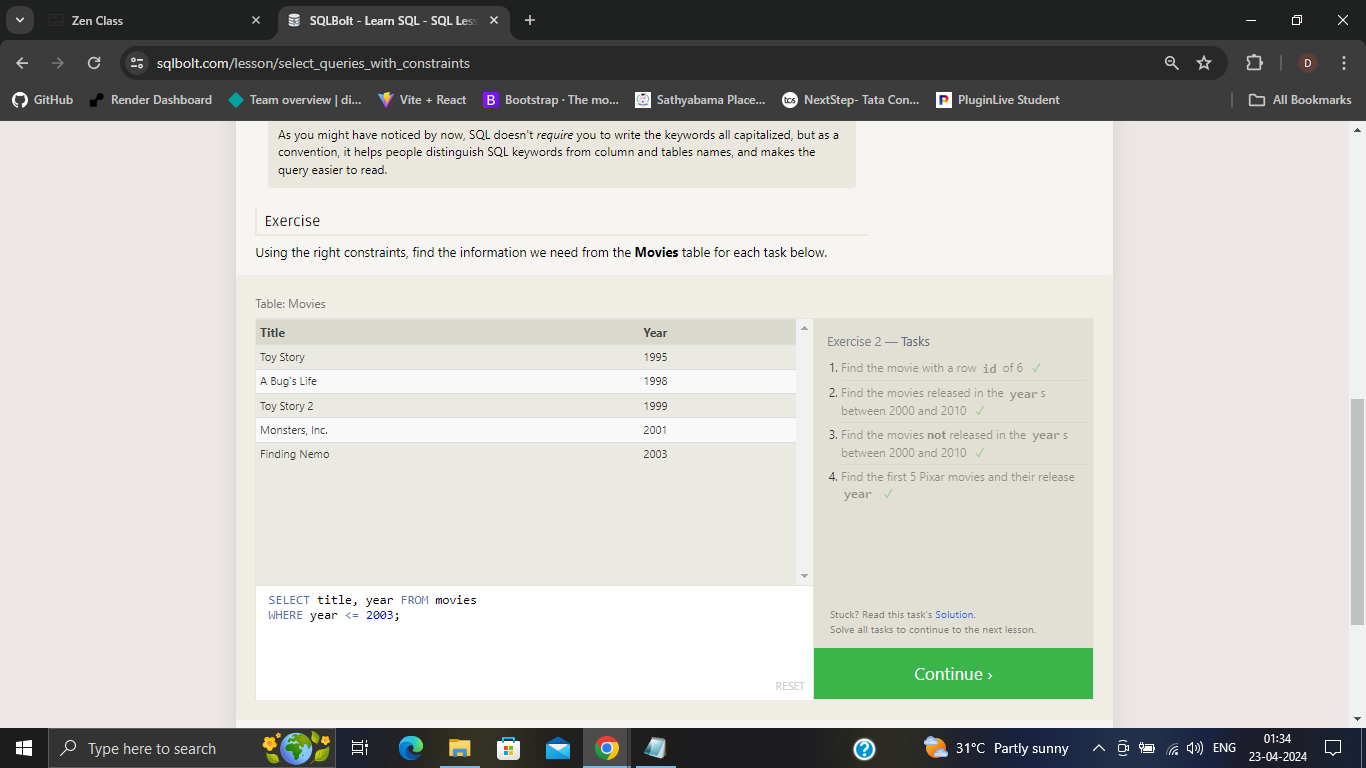 Zen Class
SQLBolt - Learn SQL - SQL Les
sqlbolt.com/lesson/select_queries_with_constraints
D
GitHub
Render Dashboard
Team overview | di...
Vite + React
B
Bootstrap · The mo...
Sathyabama Place...
tcs
NextStep- Tata Con...
PluginLive Student
All Bookmarks
As you might have noticed by now, SQL doesn't require you to write the keywords all capitalized, but as a
convention, it helps people distinguish SQL keywords from column and tables names, and makes the
query easier to read.
Exercise
Using the right constraints, find the information we need from the Movies table for each task below.
Table: Movies
Title Year
Toy Story 1995
A Bug's Life 1998
Toy Story 2 1999
Monsters, Inc. 2001
Finding Nemo 2003
SELECT title, year FROM movies
WHERE year <= 2003;
RESET
Exercise 2 — Tasks
1. Find the movie with a row id of 6 ✓
2. Find the movies released in the year s
between 2000 and 2010 ✓
3. Find the movies not released in the year s
between 2000 and 2010 ✓
4. Find the first 5 Pixar movies and their release
year ✓
Stuck? Read this task's Solution.
Solve all tasks to continue to the next lesson.
Continue ›
Type here to search
31°C Partly sunny
ENG
01:34
23-04-2024